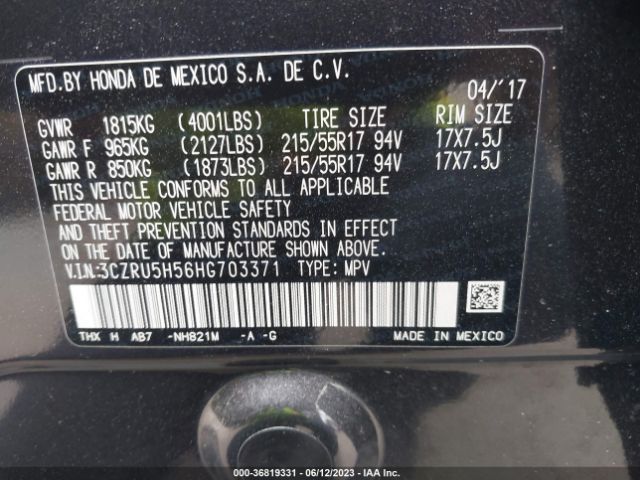 MFD.BY HONDA DE MEXICO S.A. DE C.V.
04/'17
GVWR 1815KG (4001LBS) TIRE SIZE RIM SIZE
GAWR F 965KG (2127LBS) 215/55R17 94V 17X7.5J
GAWR R 850KG (1873LBS) 215/55R17 94V 17X7.5J
THIS VEHICLE CONFORMS TO ALL APPLICABLE
FEDERAL MOTOR VEHICLE SAFETY
AND THEFT PREVENTION STANDARDS IN EFFECT
ON THE DATE OF MANUFACTURE SHOWN ABOVE.
V.I.N:3CZRU5H56HG703371 TYPE: MPV
THX H AB7 -NH821M -A -G MADE IN MEXICO
000-36819331 - 06/12/2023 - IAA Inc.